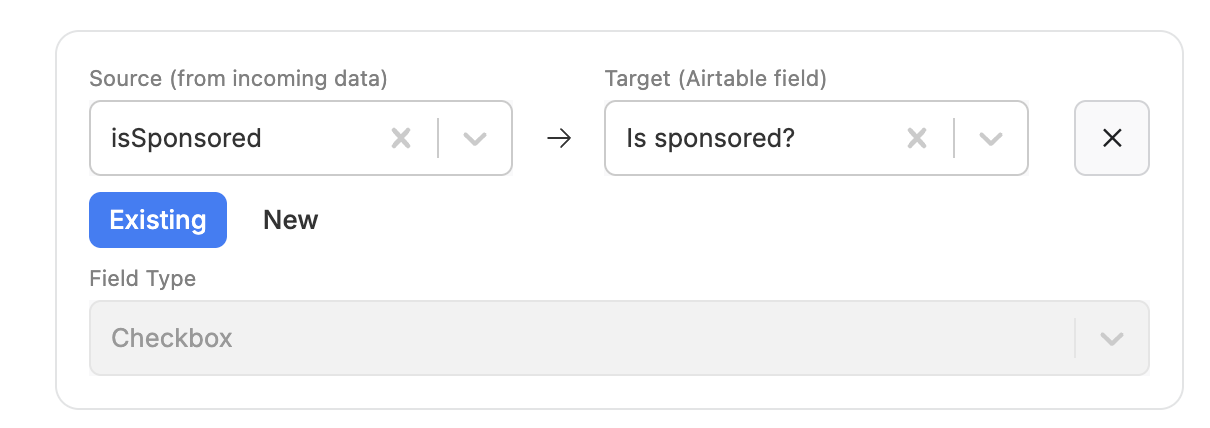 Source (from incoming data)
Target (Airtable field)
isSponsored
Is sponsored?
Existing
New
Field Type
Checkbox